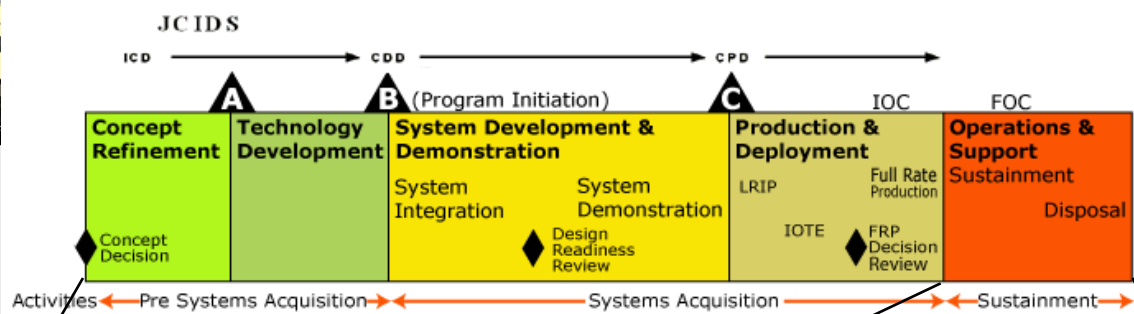 JCIDS
ICD CDD CPD
A B (Program Initiation) C IOC FOC
Concept
Refinement
Technology
Development
System Development &
Demonstration
Production &
Deployment
Operations &
Support
System
Integration
System
Demonstration
LRIP
Full Rate
Production
Sustainment
Disposal
Concept
Decision
Design
Readiness
Review
IOTE
FRP
Decision
Review
Activities Pre Systems Acquisition Systems Acquisition Sustainment